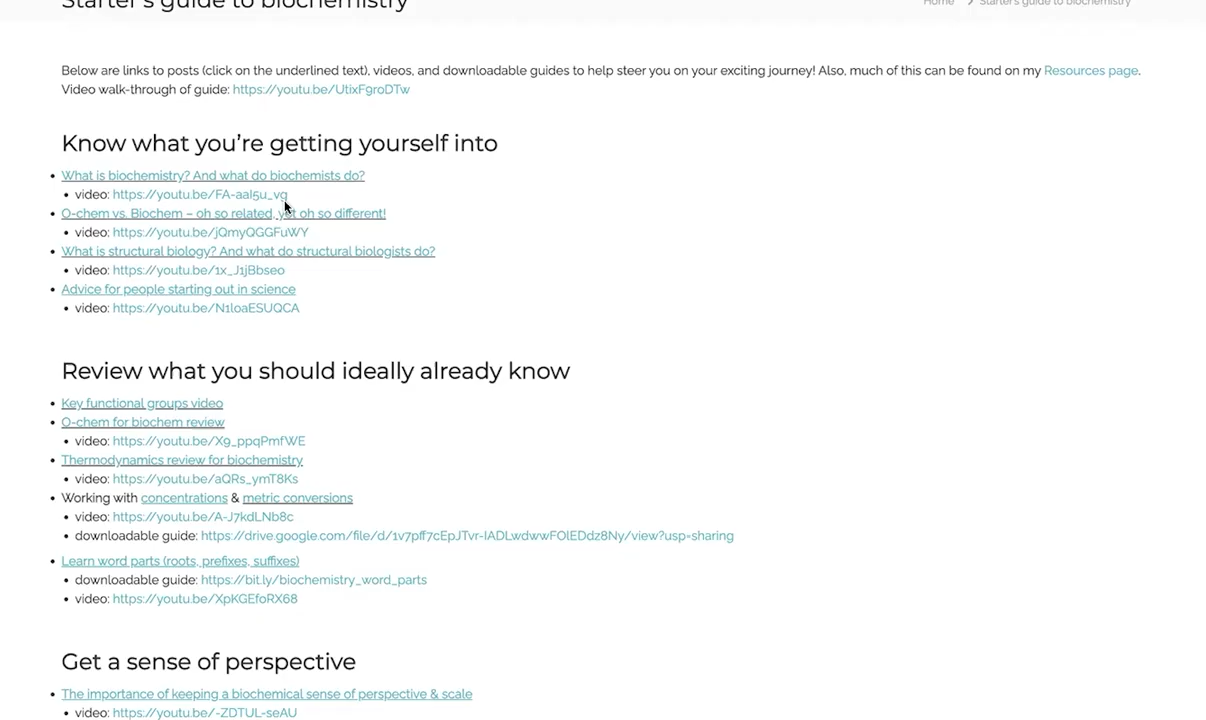 Starter's guide to biochemistry
Home > Starter's guide to biochemistry
Below are links to posts (click on the underlined text), videos, and downloadable guides to help steer you on your exciting journey! Also, much of this can be found on my Resources page.
Video walk-through of guide: https://youtu.be/UtixF9roDTw
Know what you're getting yourself into
• What is biochemistry? And what do biochemists do?
• video: https://youtu.be/FA-aaI5u_vg
• O-chem vs. Biochem – oh so related, yet oh so different!
• video: https://youtu.be/jQmyQGGFuWY
• What is structural biology? And what do structural biologists do?
• video: https://youtu.be/1x_J1jBbseo
• Advice for people starting out in science
• video: https://youtu.be/N1loaESUQCA
Review what you should ideally already know
• Key functional groups video
• O-chem for biochem review
• video: https://youtu.be/X9_ppqPmfWE
• Thermodynamics review for biochemistry
• video: https://youtu.be/aQRs_ymT8Ks
• Working with concentrations & metric conversions
• video: https://youtu.be/A-J7kdLNb8c
• downloadable guide: https://drive.google.com/file/d/1v7pff7cEpJTvr-IADLwdwwFOlEDdz8Ny/view?usp=sharing
• Learn word parts (roots, prefixes, suffixes)
• downloadable guide: https://bit.ly/biochemistry_word_parts
• video: https://youtu.be/XpKGEfoRX68
Get a sense of perspective
• The importance of keeping a biochemical sense of perspective & scale
• video: https://youtu.be/-ZDTUL-seAU